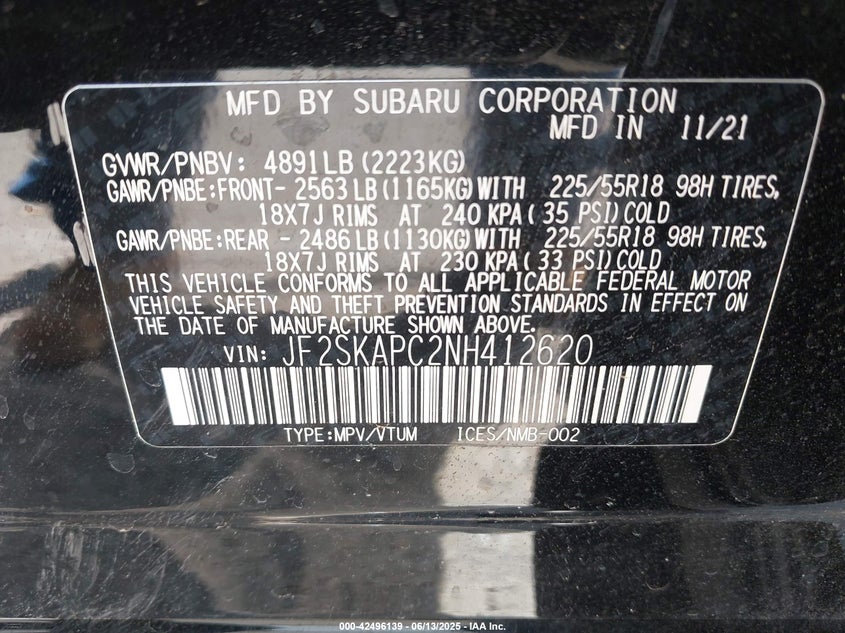 MFD BY SUBARU CORPORATION
MFD IN 11/21
GVWR/PNBV: 4891LB (2223KG)
GAWR/PNBE:FRONT- 2563LB (1165KG) WITH 225/55R18 98H TIRES,
18X7J RIMS AT 240 KPA (35 PSI) COLD
GAWR/PNBE:REAR - 2486LB (1130KG) WITH 225/55R18 98H TIRES,
18X7J RIMS AT 230 KPA (33 PSI) COLD
THIS VEHICLE CONFORMS TO ALL APPLICABLE FEDERAL MOTOR
VEHICLE SAFETY AND THEFT PREVENTION STANDARDS IN EFFECT ON
THE DATE OF MANUFACTURE SHOWN ABOVE.
VIN: JF2SKAPC2NH412620
TYPE:MPV/VTUM ICES/NMB-002
000-42496139 - 06/13/2025 - IAA Inc.